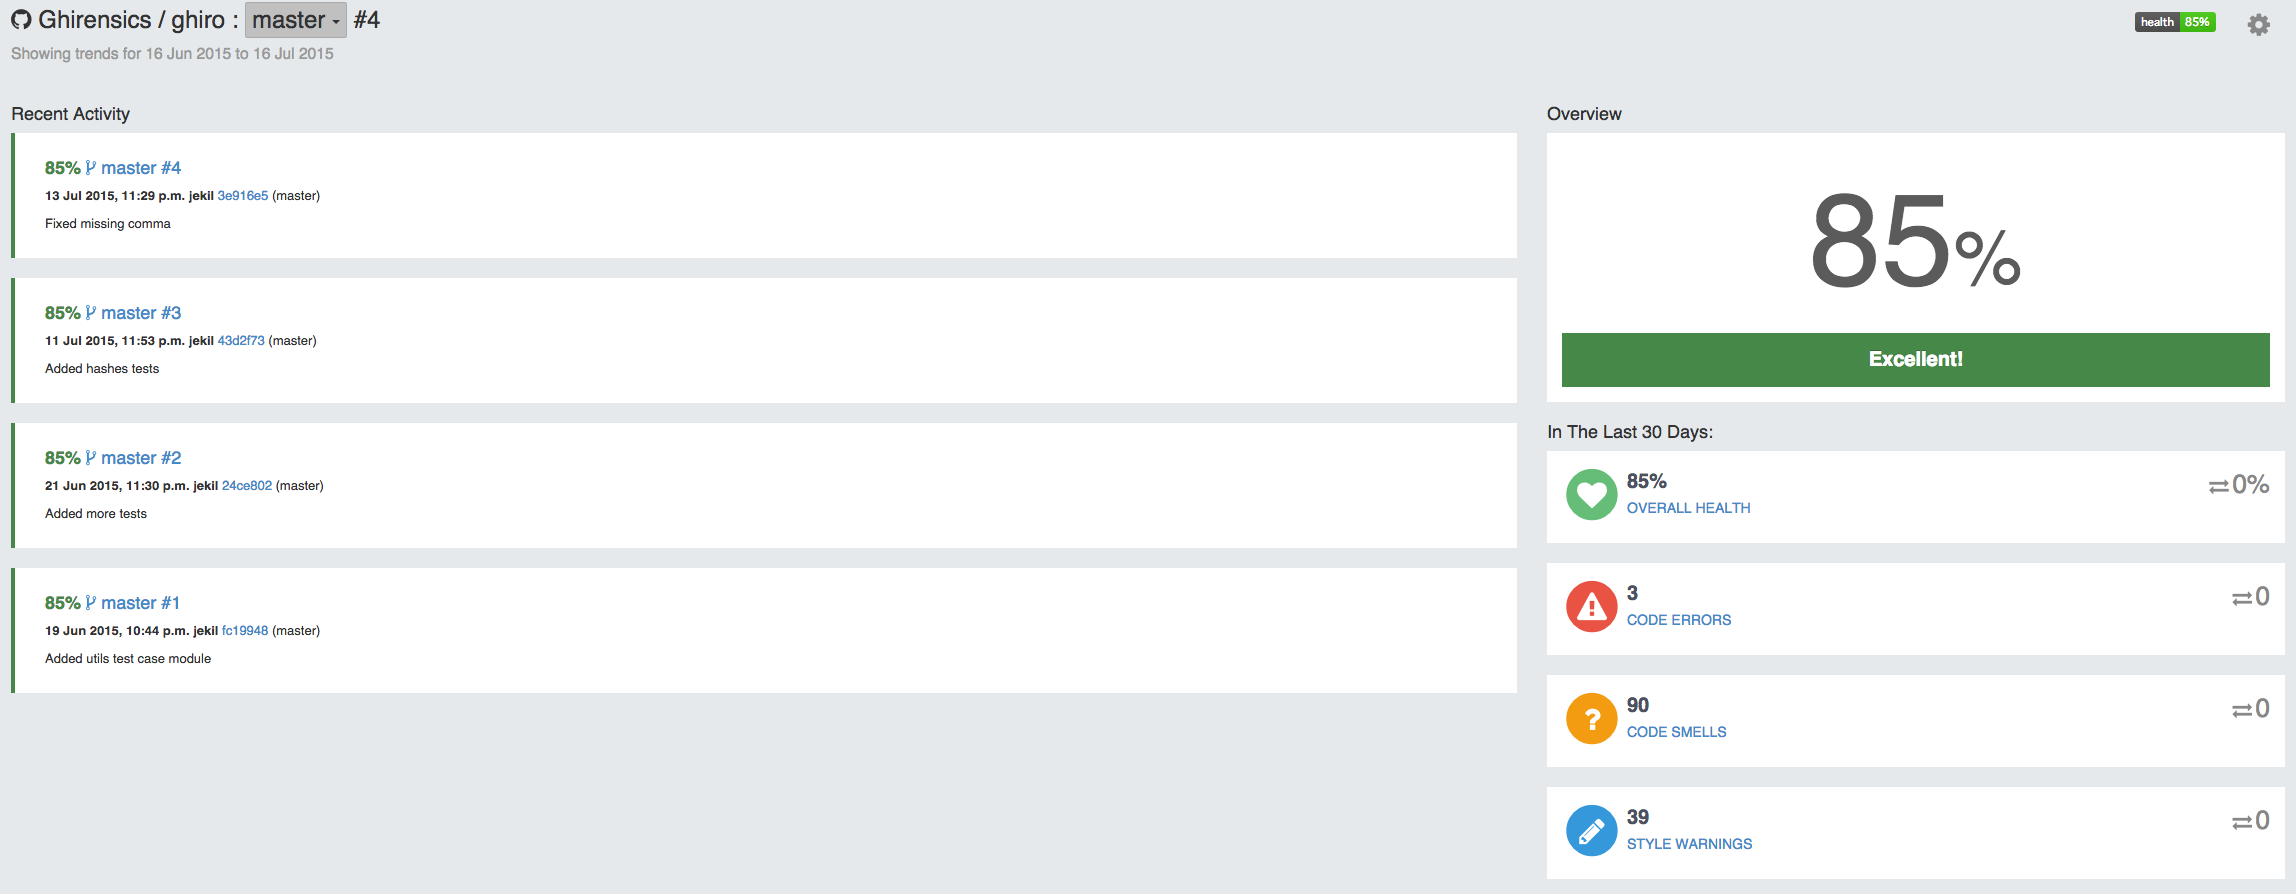 Ghirensics / ghiro : master #4
health 85%
Showing trends for 16 Jun 2015 to 16 Jul 2015
Recent Activity
85% master #4
13 Jul 2015, 11:29 p.m. jekil 3e916e5 (master)
Fixed missing comma
85% master #3
11 Jul 2015, 11:53 p.m. jekil 43d2f73 (master)
Added hashes tests
85% master #2
21 Jun 2015, 11:30 p.m. jekil 24ce802 (master)
Added more tests
85% master #1
19 Jun 2015, 10:44 p.m. jekil fc19948 (master)
Added utils test case module
Overview
85%
Excellent!
In The Last 30 Days:
85% 0%
OVERALL HEALTH
3 0
CODE ERRORS
90 0
CODE SMELLS
39 0
STYLE WARNINGS